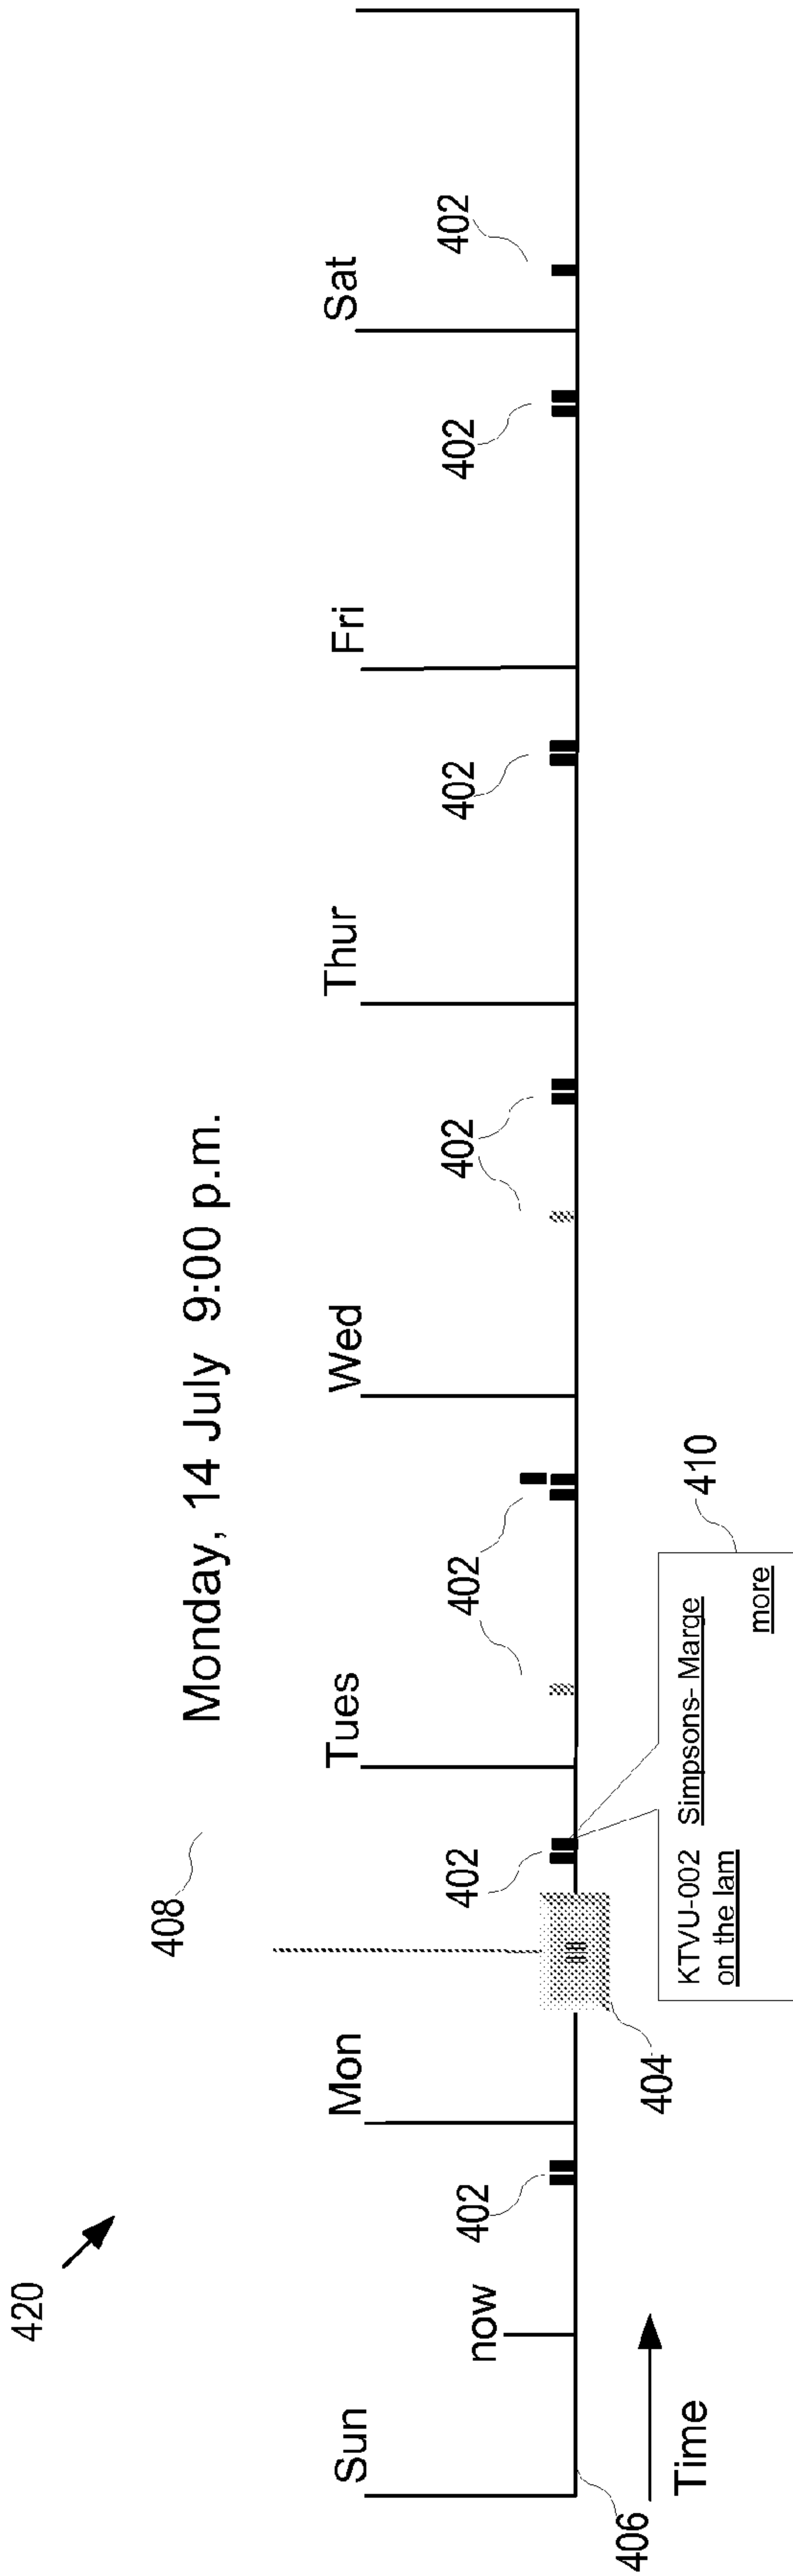 420
408
Monday, 14 July 9:00 p.m.
Sun
now
Mon
Tues
Wed
Thur
Fri
Sat
402
402
402
402
402
402
402
406
Time
404
KTVU-002 Simpsons- Marge
on the lam
more
410